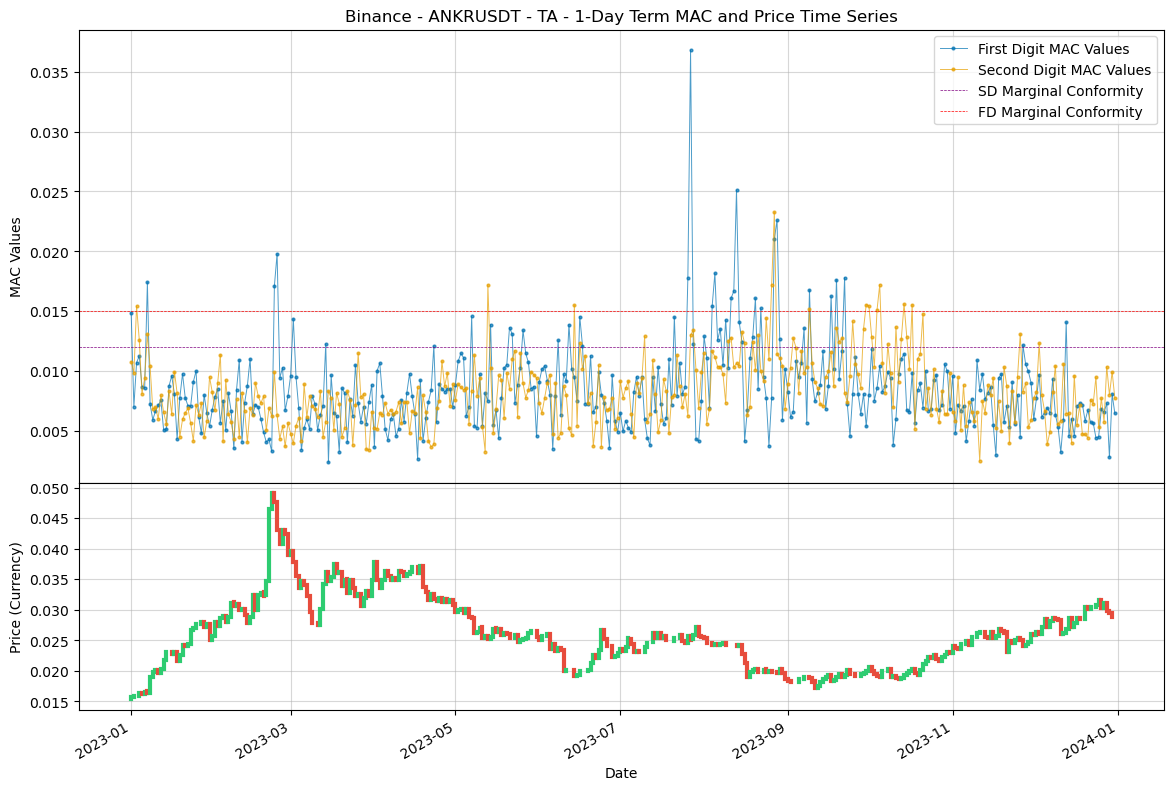 Binance - ANKRUSDT - TA - 1-Day Term MAC and Price Time Series
First Digit MAC Values
Second Digit MAC Values
SD Marginal Conformity
FD Marginal Conformity
MAC Values
0.035
0.030
0.025
0.020
0.015
0.010
0.005
Price (Currency)
0.050
0.045
0.040
0.035
0.030
0.025
0.020
0.015
2023-01
2023-03
2023-05
2023-07
2023-09
2023-11
2024-01
Date